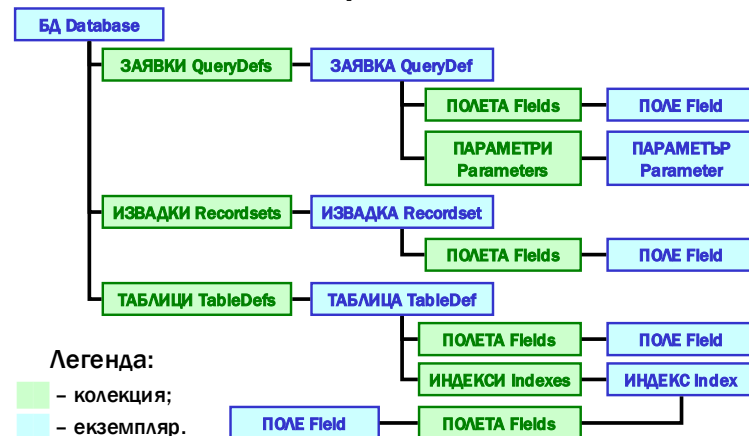 БД Database
ЗАЯВКИ QueryDefs
ЗАЯВКА QueryDef
ПОЛЕТА Fields
ПОЛЕ Field
ПАРАМЕТРИ
Parameters
ПАРАМЕТЪР
Parameter
ИЗВАДКИ Recordsets
ИЗВАДКА Recordset
ПОЛЕТА Fields
ПОЛЕ Field
ТАБЛИЦИ TableDefs
ТАБЛИЦА TableDef
ПОЛЕТА Fields
ПОЛЕ Field
ИНДЕКСИ Indexes
ИНДЕКС Index
ПОЛЕ Field
ПОЛЕТА Fields
Легенда:
– колекция;
– екземпляр.